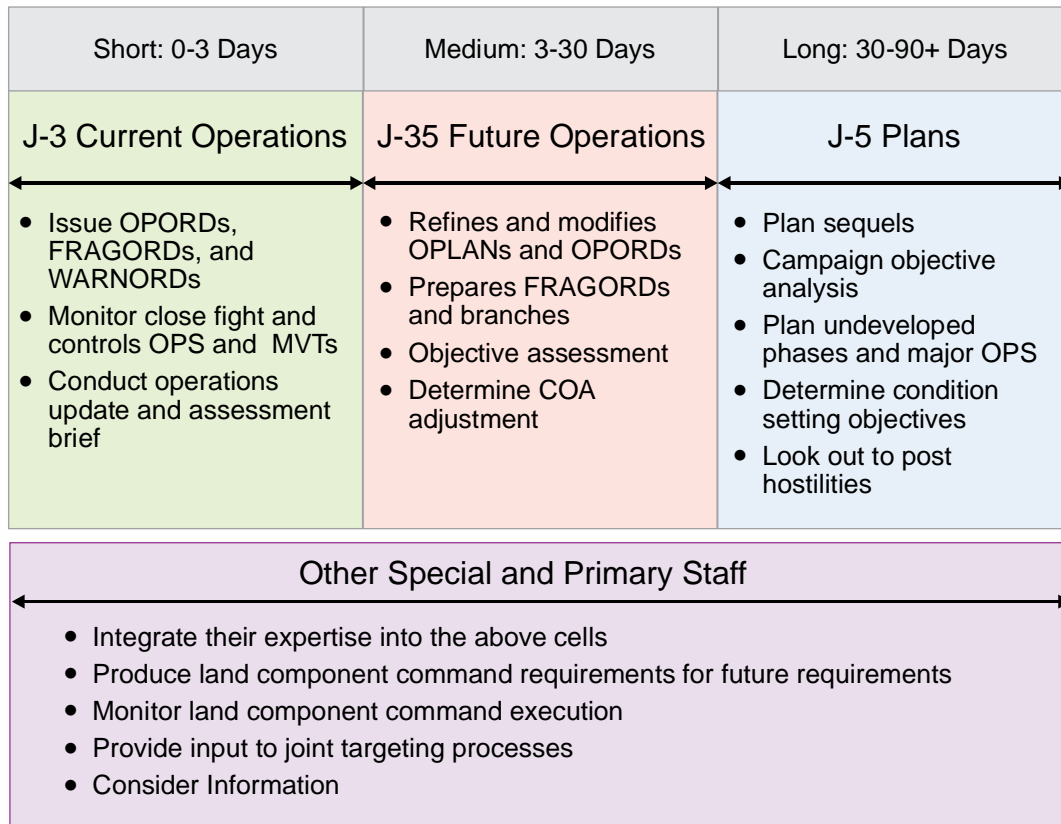 Short: 0-3 Days
Medium: 3-30 Days
Long: 30-90+ Days
J-3 Current Operations
• Issue OPORDs,
FRAGORDs, and
WARNORDs
• Monitor close fight and
controls OPS and MVTs
• Conduct operations
update and assessment
brief
J-35 Future Operations
• Refines and modifies
OPLANs and OPORDs
• Prepares FRAGORDs
and branches
• Objective assessment
• Determine COA
adjustment
J-5 Plans
• Plan sequels
• Campaign objective
analysis
• Plan undeveloped
phases and major OPS
• Determine condition
setting objectives
• Look out to post
hostilities
Other Special and Primary Staff
• Integrate their expertise into the above cells
• Produce land component command requirements for future requirements
• Monitor land component command execution
• Provide input to joint targeting processes
• Consider Information